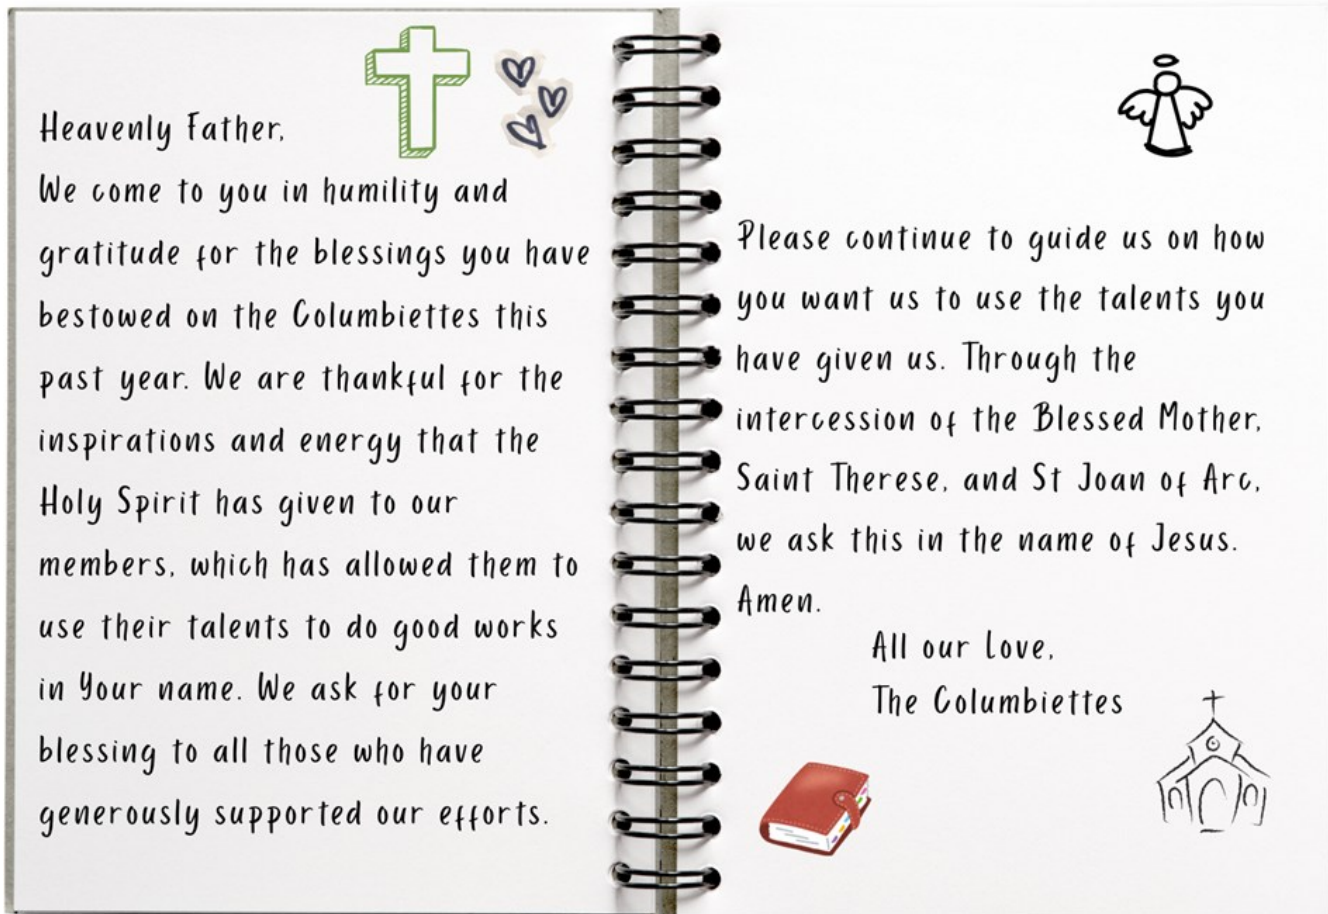 Heavenly Father,
We come to you in humility and
gratitude for the blessings you have
bestowed on the Columbiettes this
past year. We are thankful for the
inspirations and energy that the
Holy Spirit has given to our
members, which has allowed them to
use their talents to do good works
in Your name. We ask for your
blessing to all those who have
generously supported our efforts.
Please continue to guide us on how
you want us to use the talents you
have given us. Through the
intercession of the Blessed Mother,
Saint Therese, and St Joan of Arc,
we ask this in the name of Jesus.
Amen.
All our Love,
The Columbiettes